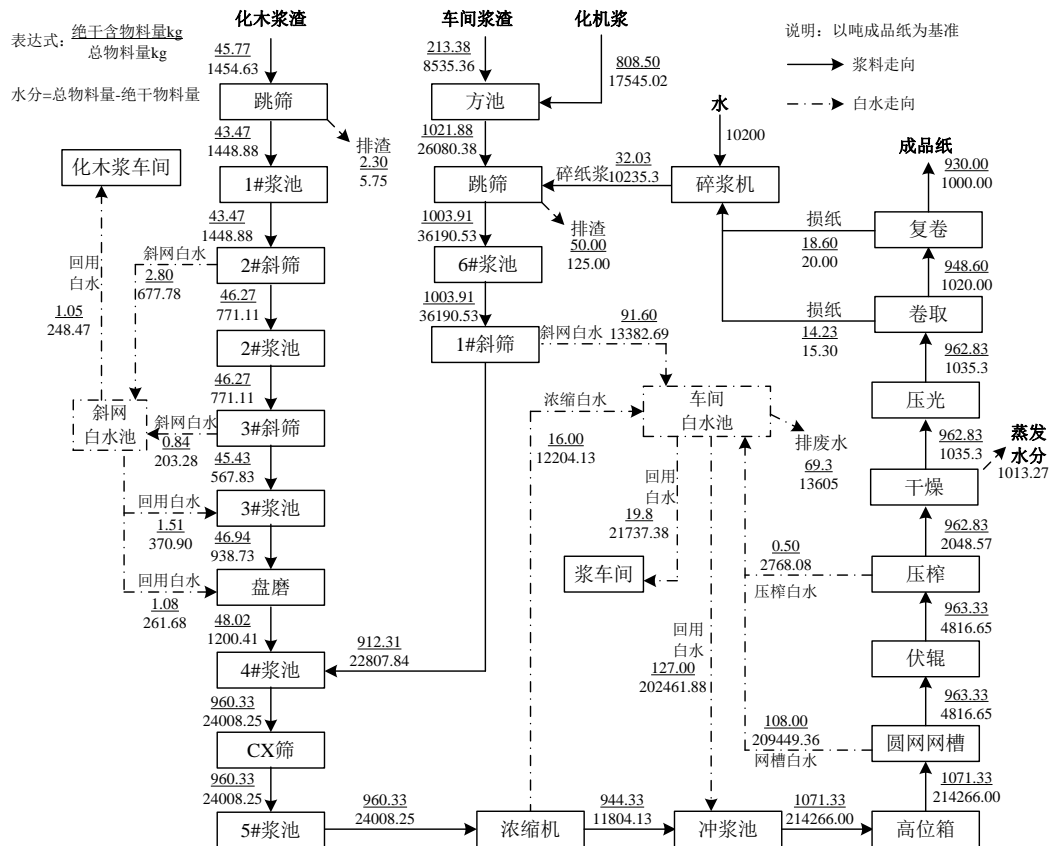 化木浆渣
车间浆渣
化机浆
表达式：
绝干含物料量kg
总物料量kg
水分=总物料量-绝干物料量
说明：以吨成品纸为基准
浆料走向
白水走向
45.77
1454.63
跳筛
排渣
2.30
5.75
43.47
1448.88
1#浆池
43.47
1448.88
2#斜筛
斜网白水
2.80
677.78
46.27
771.11
2#浆池
46.27
771.11
3#斜筛
斜网白水
0.84
203.28
斜网
白水池
化木浆车间
回用
白水
1.05
248.47
45.43
567.83
3#浆池
回用白水
1.51
370.90
46.94
938.73
盘磨
回用白水
1.08
261.68
48.02
1200.41
4#浆池
912.31
22807.84
960.33
24008.25
CX筛
960.33
24008.25
5#浆池
960.33
24008.25
浓缩机
944.33
11804.13
冲浆池
1071.33
214266.00
高位箱
213.38
8535.36
808.50
17545.02
方池
1021.88
26080.38
跳筛
碎纸浆
32.03
10235.3
碎浆机
水
10200
排渣
50.00
125.00
1003.91
36190.53
6#浆池
1003.91
36190.53
1#斜筛
斜网白水
91.60
13382.69
浓缩白水
16.00
12204.13
车间
白水池
排废水
69.3
13605
回用
白水
19.8
21737.38
浆车间
回用
白水
127.00
202461.88
成品纸
930.00
1000.00
复卷
损纸
18.60
20.00
948.60
1020.00
卷取
损纸
14.23
15.30
962.83
1035.3
压光
962.83
1035.3
蒸发
水分
1013.27
干燥
962.83
2048.57
压榨
0.50
2768.08
压榨白水
963.33
4816.65
伏辊
963.33
4816.65
圆网网槽
108.00
209449.36
网槽白水
1071.33
214266.00